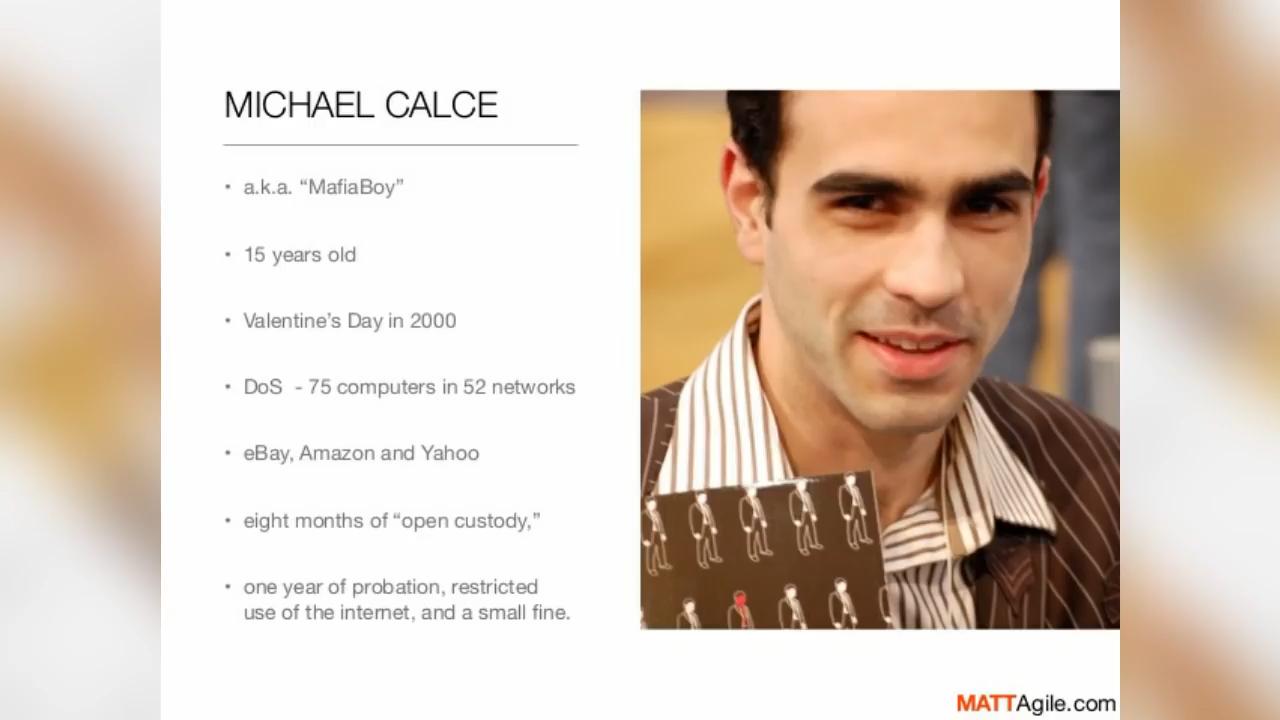 MICHAEL CALCE
• a.k.a. “MafiaBoy”
• 15 years old
• Valentine’s Day in 2000
• DoS - 75 computers in 52 networks
• eBay, Amazon and Yahoo
• eight months of “open custody,”
• one year of probation, restricted
use of the internet, and a small fine.
MATTAgile.com